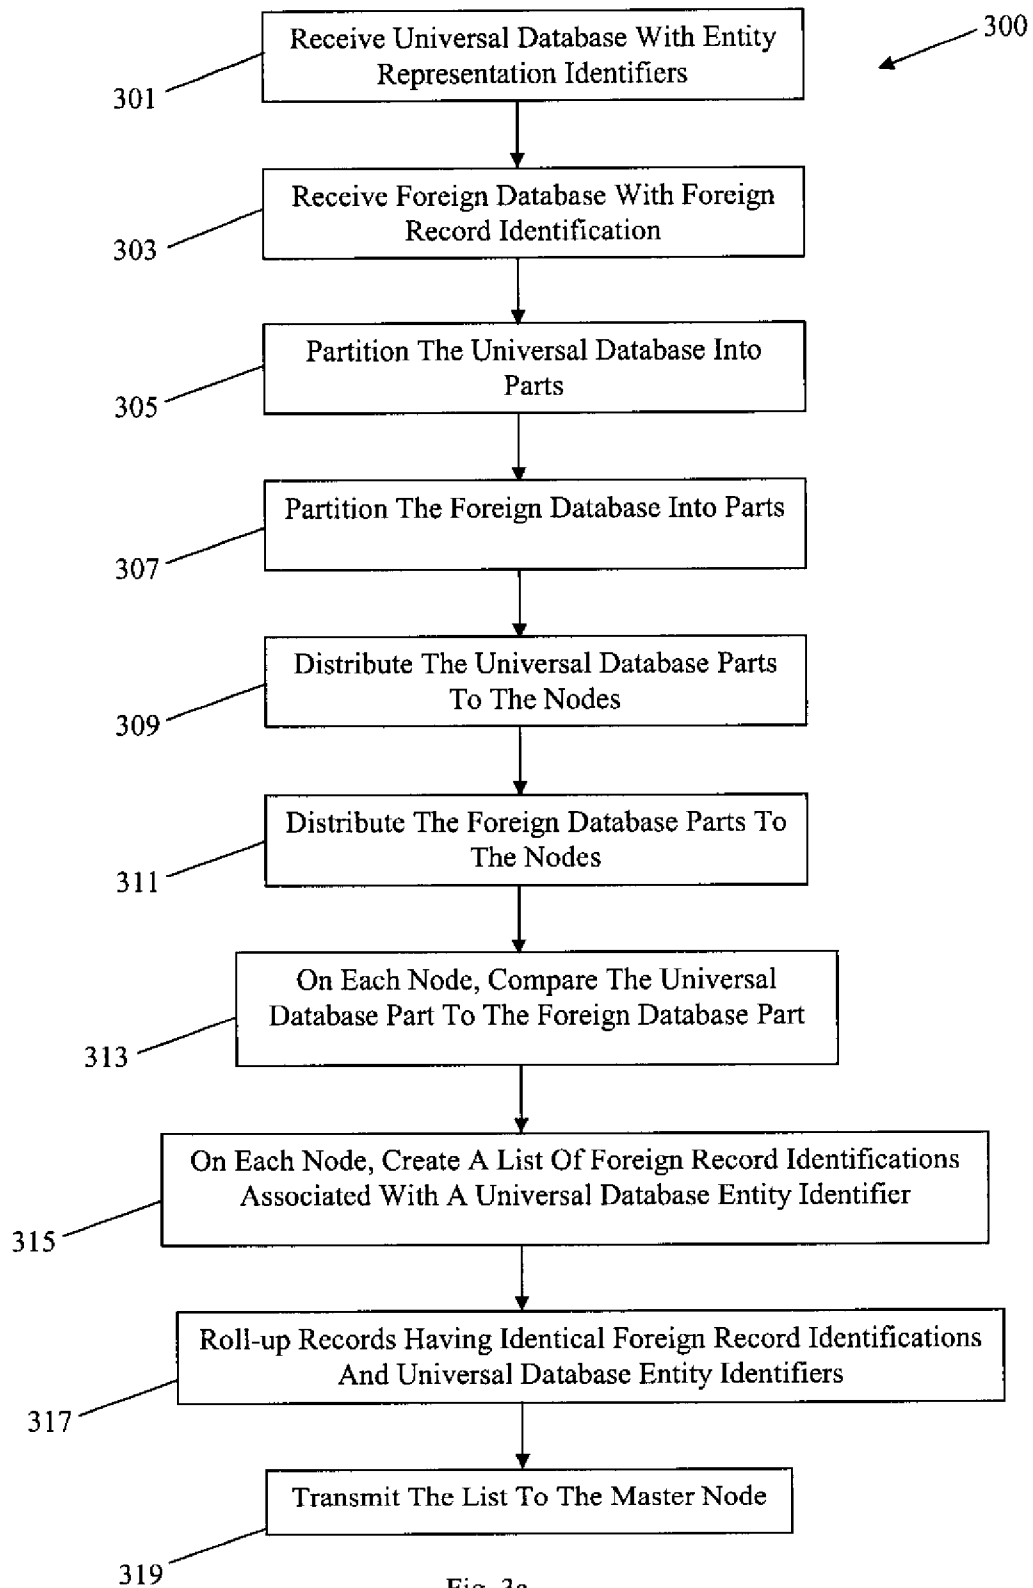 300
Receive Universal Database With Entity
Representation Identifiers
301
Receive Foreign Database With Foreign
Record Identification
303
Partition The Universal Database Into
Parts
305
Partition The Foreign Database Into Parts
307
Distribute The Universal Database Parts
To The Nodes
309
Distribute The Foreign Database Parts To
The Nodes
311
On Each Node, Compare The Universal
Database Part To The Foreign Database Part
313
On Each Node, Create A List Of Foreign Record Identifications
Associated With A Universal Database Entity Identifier
315
Roll-up Records Having Identical Foreign Record Identifications
And Universal Database Entity Identifiers
317
Transmit The List To The Master Node
319
Fig. 3a